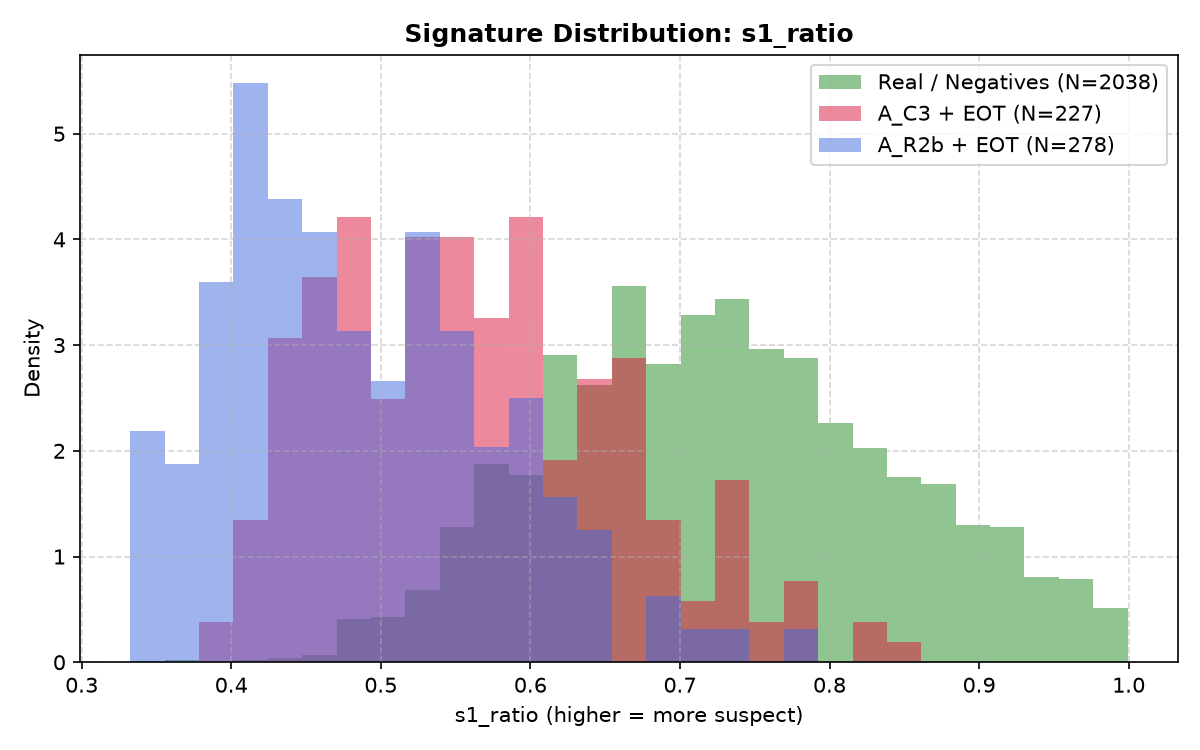 Signature Distribution: s1_ratio
Real / Negatives (N=2038)
A_C3 + EOT (N=227)
A_R2b + EOT (N=278)
Density
5
4
3
2
1
0
0.3 0.4 0.5 0.6 0.7 0.8 0.9 1.0
s1_ratio (higher = more suspect)